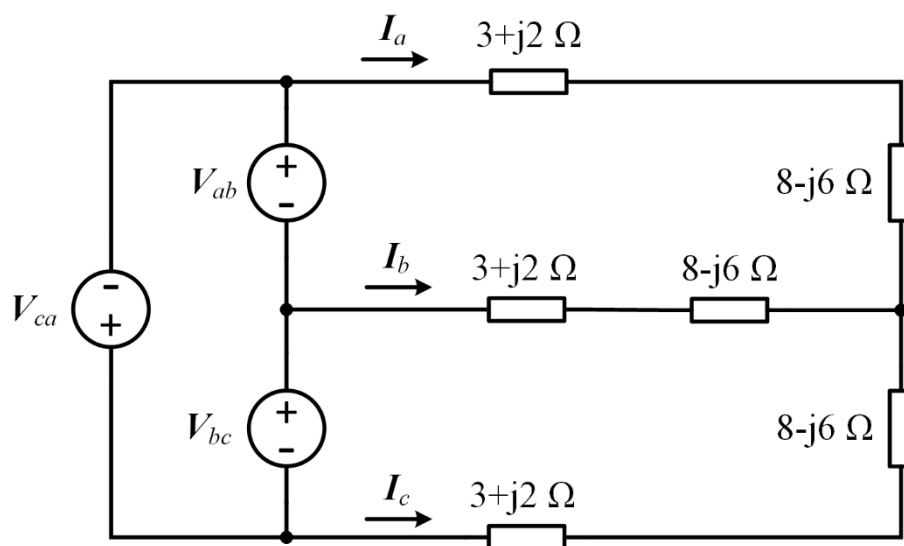 I_a
3+j2 Ω
+
V_ab
-
8-j6 Ω
I_b
3+j2 Ω
8-j6 Ω
-
V_ca
+
+
V_bc
-
8-j6 Ω
I_c
3+j2 Ω